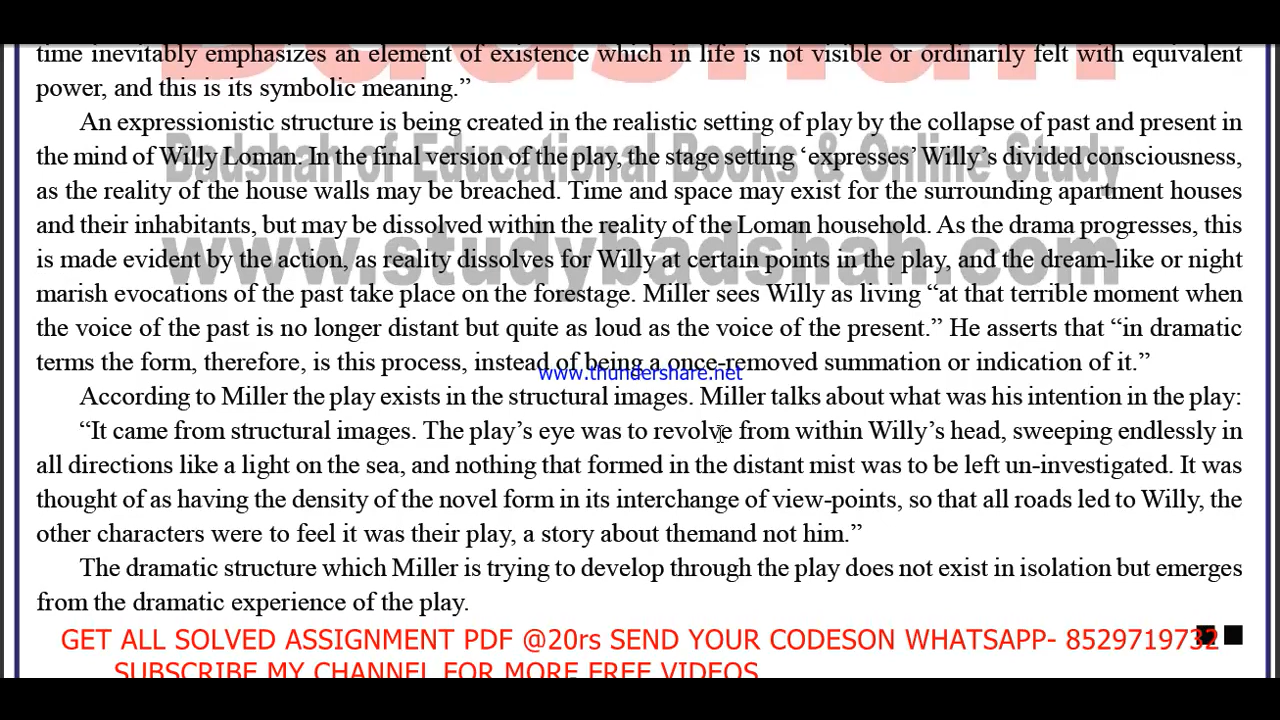 time inevitably emphasizes an element of existence which in life is not visible or ordinarily felt with equivalent
power, and this is its symbolic meaning.”
An expressionistic structure is being created in the realistic setting of play by the collapse of past and present in
Badshah Educational Books & Online Study
the mind of Willy Loman. In the final version of the play, the stage setting ‘expresses’ Willy’s divided consciousness,
as the reality of the house walls may be breached. Time and space may exist for the surrounding apartment houses
and their inhabitants, but may be dissolved within the reality of the Loman household. As the drama progresses, this
www.studybadshah.com
is made evident by the action, as reality dissolves for Willy at certain points in the play, and the dream-like or night
marish evocations of the past take place on the forestage. Miller sees Willy as living “at that terrible moment when
the voice of the past is no longer distant but quite as loud as the voice of the present.” He asserts that “in dramatic
terms the form, therefore, is this process, instead of being a once-removed summation or indication of it.”
www.thundershare.net
According to Miller the play exists in the structural images. Miller talks about what was his intention in the play:
“It came from structural images. The play’s eye was to revolve from within Willy’s head, sweeping endlessly in
all directions like a light on the sea, and nothing that formed in the distant mist was to be left un-investigated. It was
thought of as having the density of the novel form in its interchange of view-points, so that all roads led to Willy, the
other characters were to feel it was their play, a story about themand not him.”
The dramatic structure which Miller is trying to develop through the play does not exist in isolation but emerges
from the dramatic experience of the play.
GET ALL SOLVED ASSIGNMENT PDF @20rs SEND YOUR CODESON WHATSAPP- 8529719732
SUBSCRIBE MY CHANNEL FOR MORE FREE VIDEOS